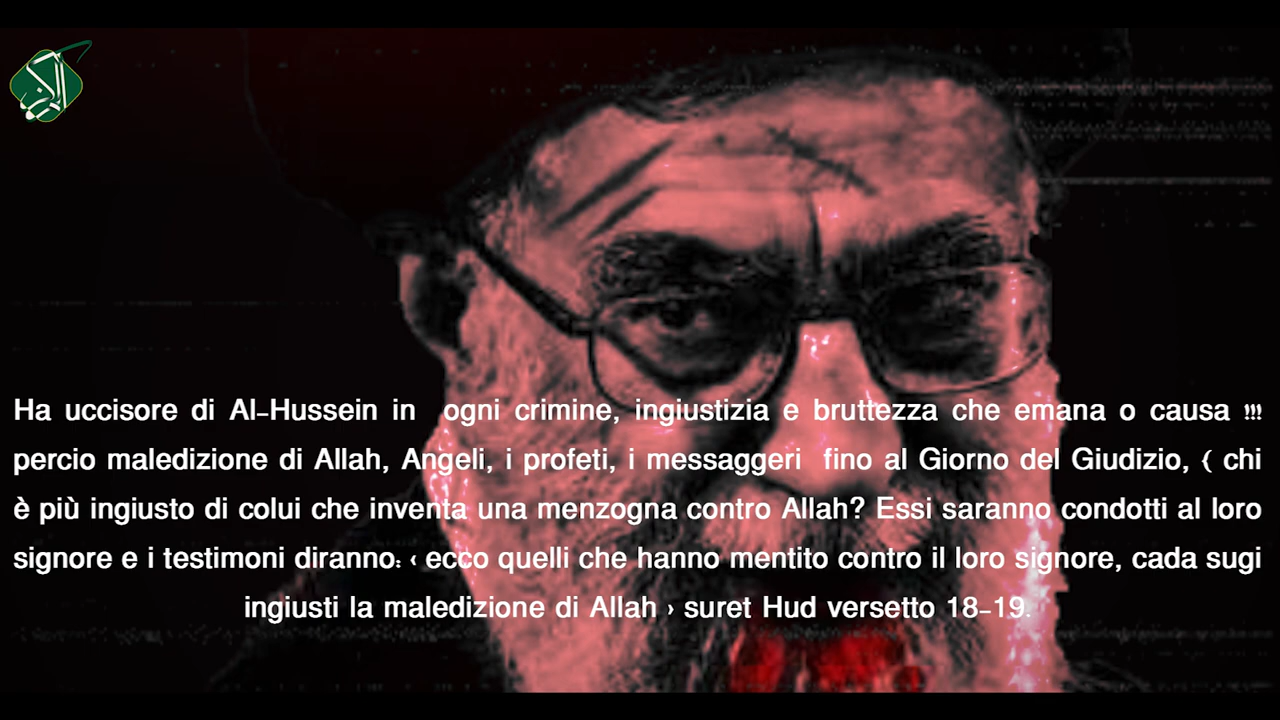 Ha uccisore di Al-Hussein in ogni crimine, ingiustizia e bruttezza che emana o causa !!!
percio maledizione di Allah, Angeli, i profeti, i messaggeri fino al Giorno del Giudizio, { chi
è più ingiusto di colui che inventa una menzogna contro Allah? Essi saranno condotti al loro
signore e i testimoni diranno: ‹ ecco quelli che hanno mentito contro il loro signore, cada sugi
ingiusti la maledizione di Allah › suret Hud versetto 18-19.